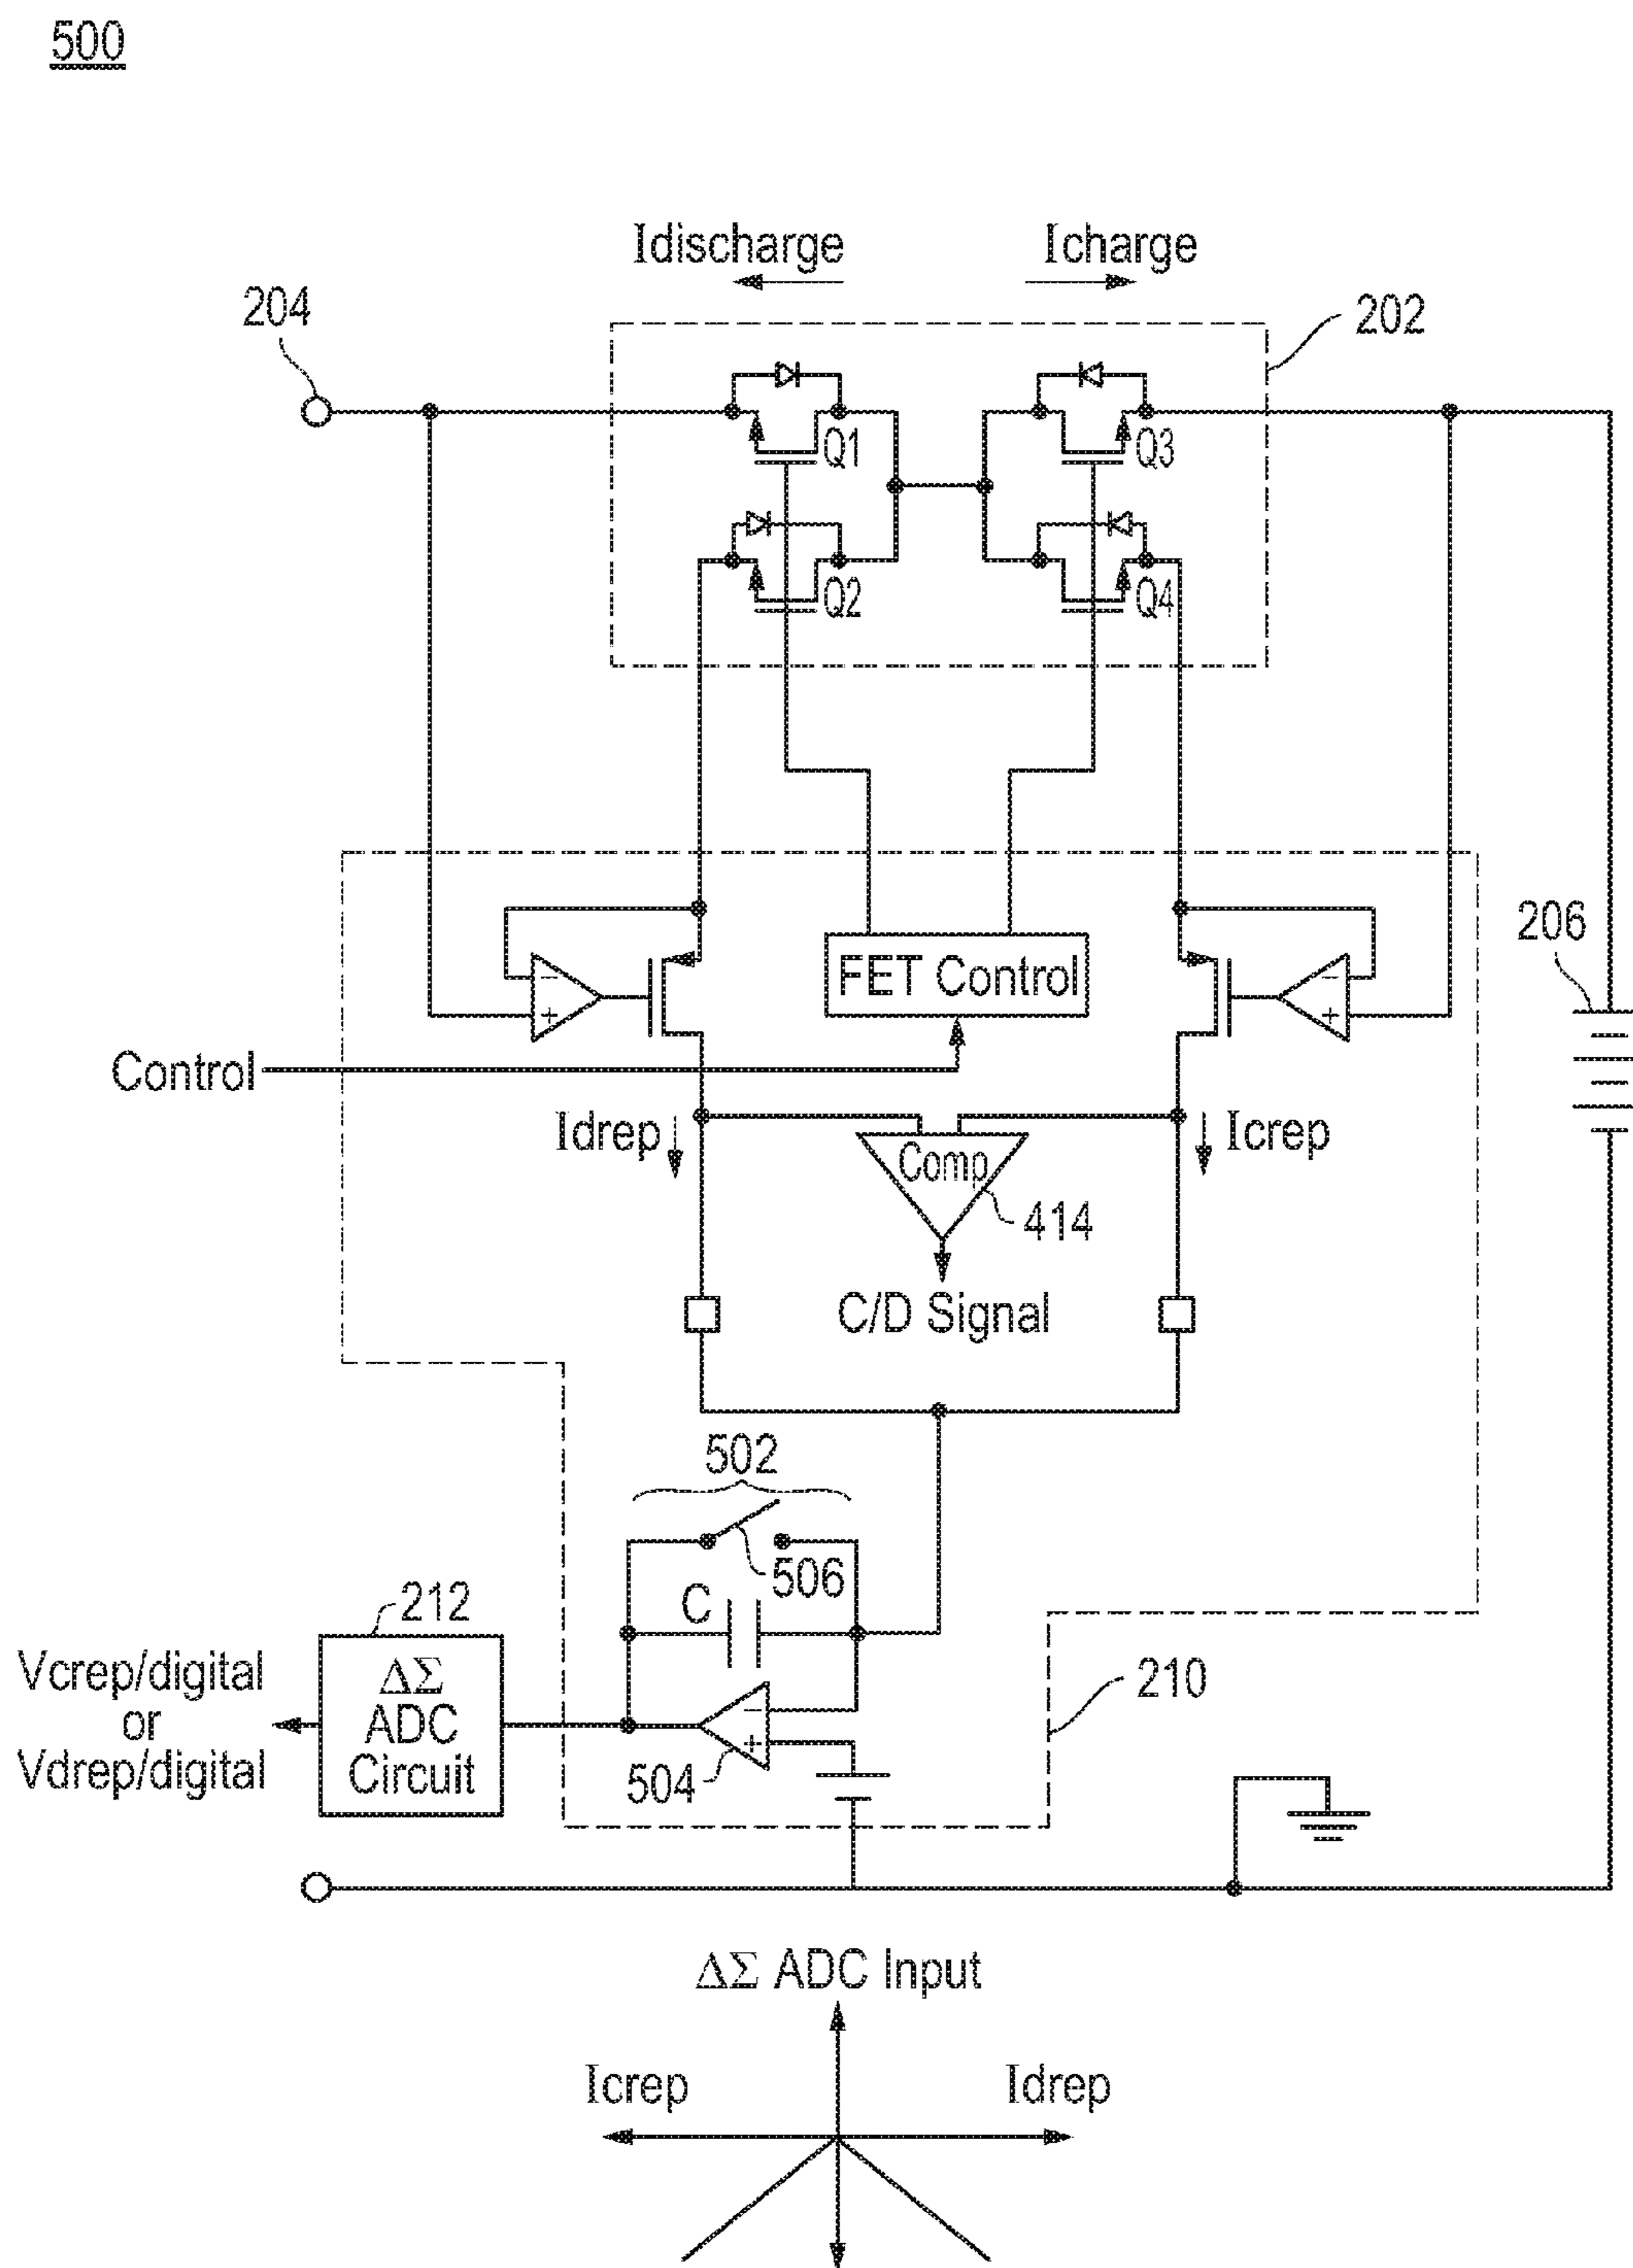 500
Idischarge
Icharge
204
202
Q1
Q3
Q2
Q4
206
FET Control
−
+
−
+
Control
Idrep
Comp
Icrep
414
C/D Signal
502
506
C
212
Vcrep/digital
or
Vdrep/digital
ΔΣ
ADC
Circuit
−
+
504
210
ΔΣ ADC Input
Icrep
Idrep